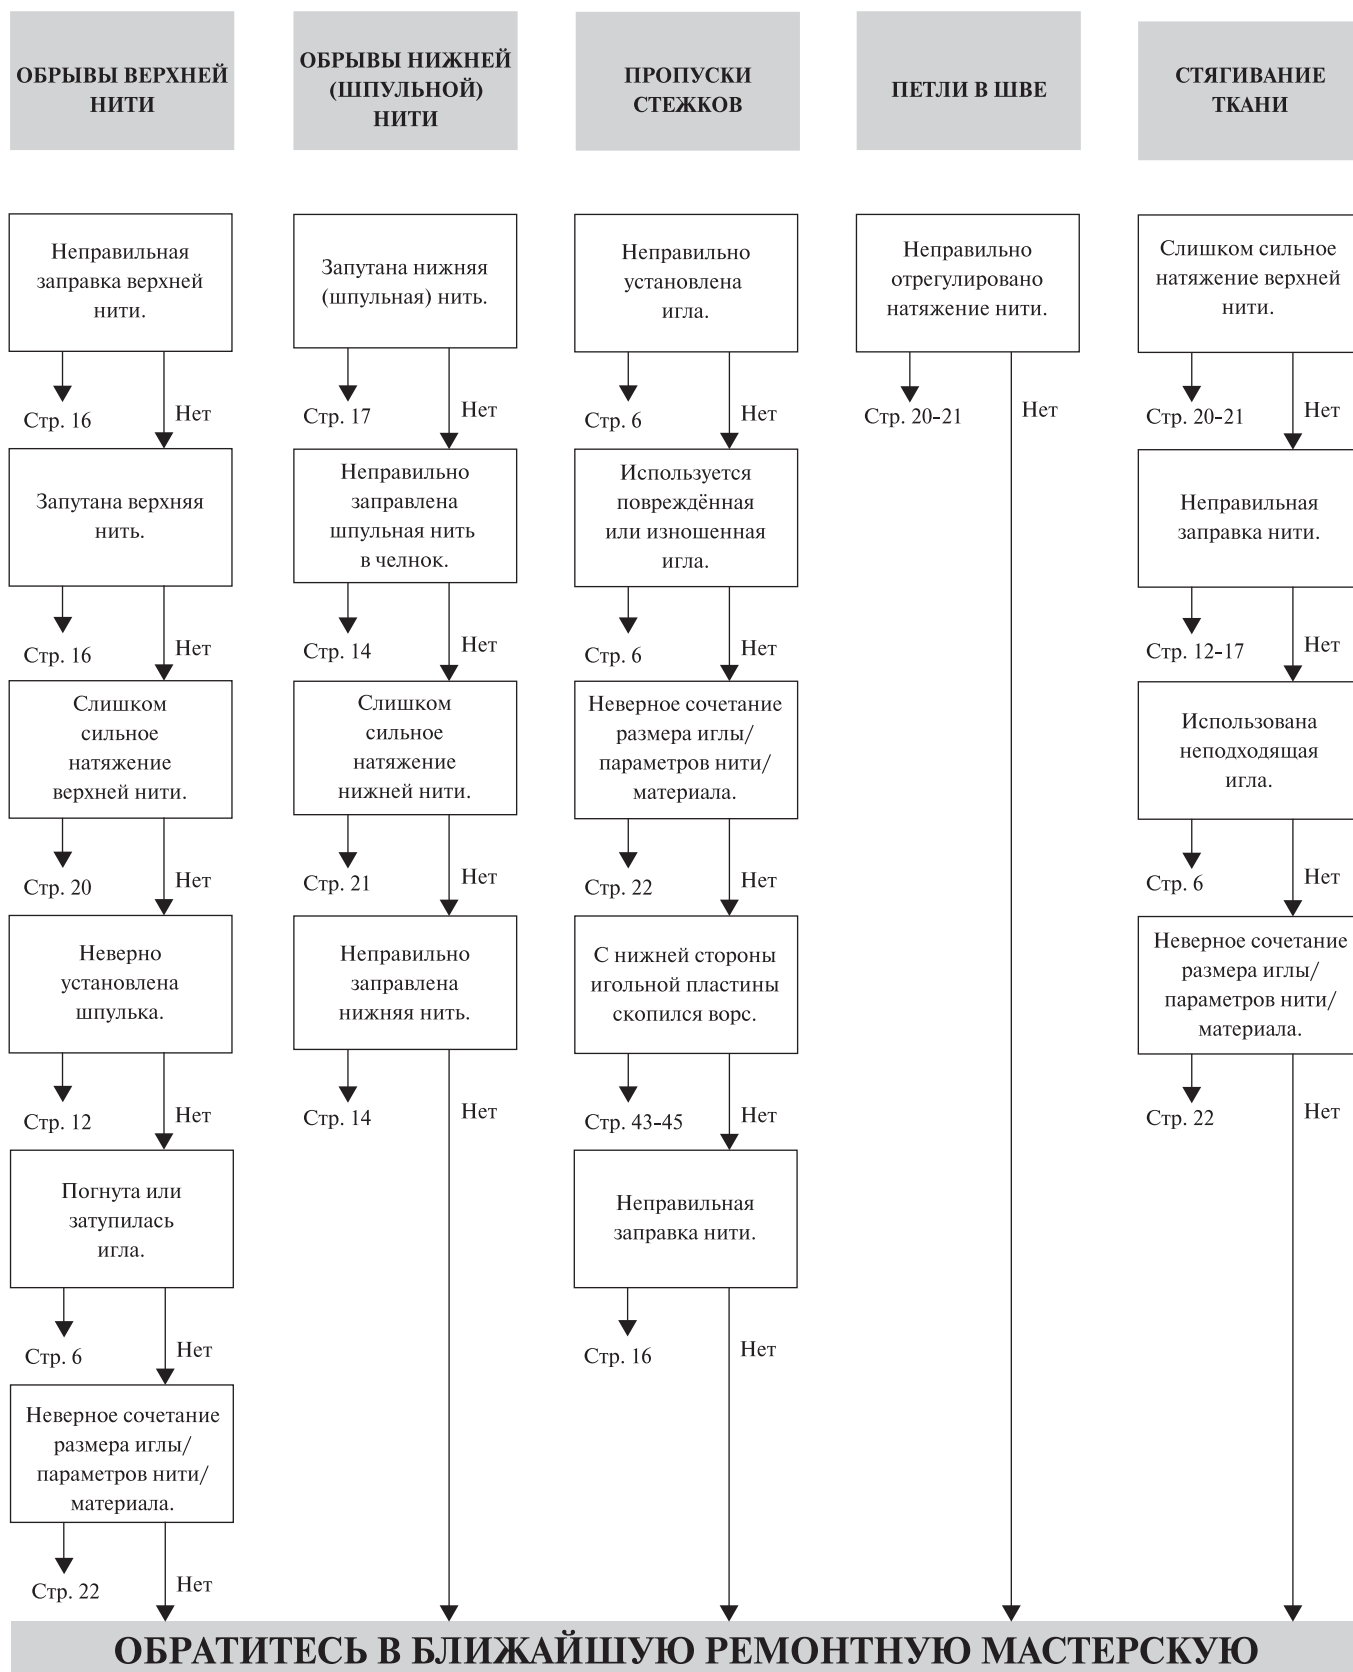 ОБРЫВЫ ВЕРХНЕЙ
НИТИ
Неправильная
заправка верхней
нити.
Стр. 16
Нет
Запутана верхняя
нить.
Стр. 16
Нет
Слишком
сильное
натяжение
верхней нити.
Стр. 20
Нет
Неверно
установлена
шпулька.
Стр. 12
Нет
Погнута или
затупилась
игла.
Стр. 6
Нет
Неверное сочетание
размера иглы/
параметров нити/
материала.
Стр. 22
Нет
ОБРЫВЫ НИЖНЕЙ
(ШПУЛЬНОЙ)
НИТИ
Запутана нижняя
(шпульная) нить.
Стр. 17
Нет
Неправильно
заправлена
шпульная нить
в челнок.
Стр. 14
Нет
Слишком
сильное
натяжение
нижней нити.
Стр. 21
Нет
Неправильно
заправлена
нижняя нить.
Стр. 14
Нет
ПРОПУСКИ
СТЕЖКОВ
Неправильно
установлена
игла.
Стр. 6
Нет
Используется
повреждённая
или изношенная
игла.
Стр. 6
Нет
Неверное сочетание
размера иглы/
параметров нити/
материала.
Стр. 22
Нет
С нижней стороны
игольной пластины
скопился ворс.
Стр. 43-45
Нет
Неправильная
заправка нити.
Стр. 16
Нет
ПЕТЛИ В ШВЕ
Неправильно
отрегулировано
натяжение нити.
Стр. 20-21
Нет
СТЯГИВАНИЕ
ТКАНИ
Слишком сильное
натяжение верхней
нити.
Стр. 20-21
Нет
Неправильная
заправка нити.
Стр. 12-17
Нет
Использована
неподходящая
игла.
Стр. 6
Нет
Неверное сочетание
размера иглы/
параметров нити/
материала.
Стр. 22
Нет
ОБРАТИТЕСЬ В БЛИЖАЙШУЮ РЕМОНТНУЮ МАСТЕРСКУЮ